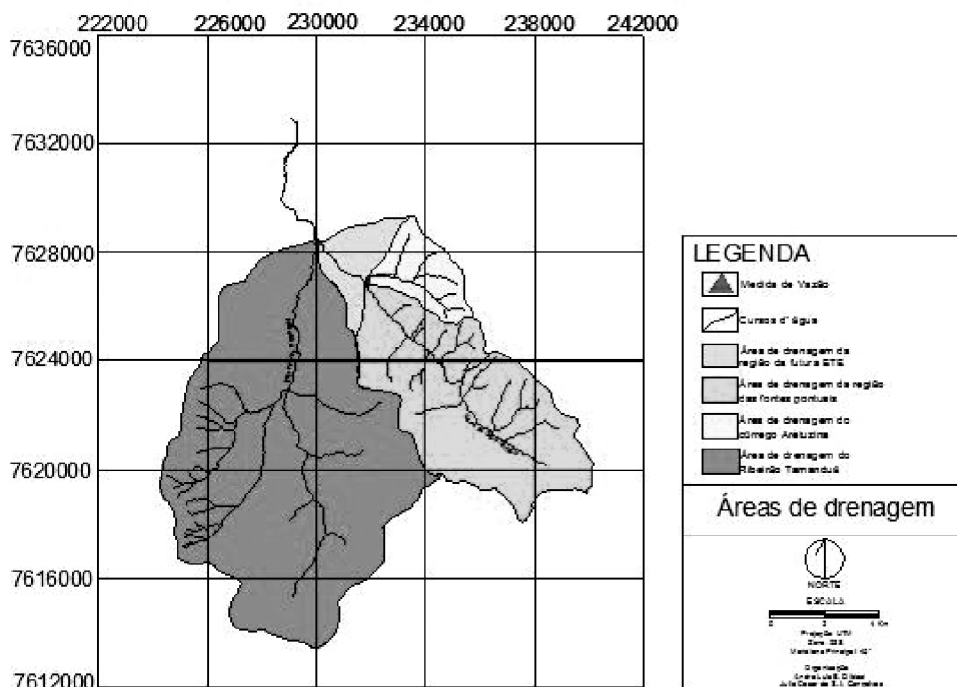 222000 226000 230000 234000 238000 242000
7636000
7632000
7628000
7624000
7620000
7616000
7612000
LEGENDA
Medida de Vazão
Cursos d' água
Área de drenagem da
região da futura ETE
Área de drenagem da região
das fontes pontuais
Área de drenagem do
córrego Aretuzina
Área de drenagem do
Ribeirão Tamanduá
Áreas de drenagem
NORTE
ESCALA
Projeção UTM
Organização